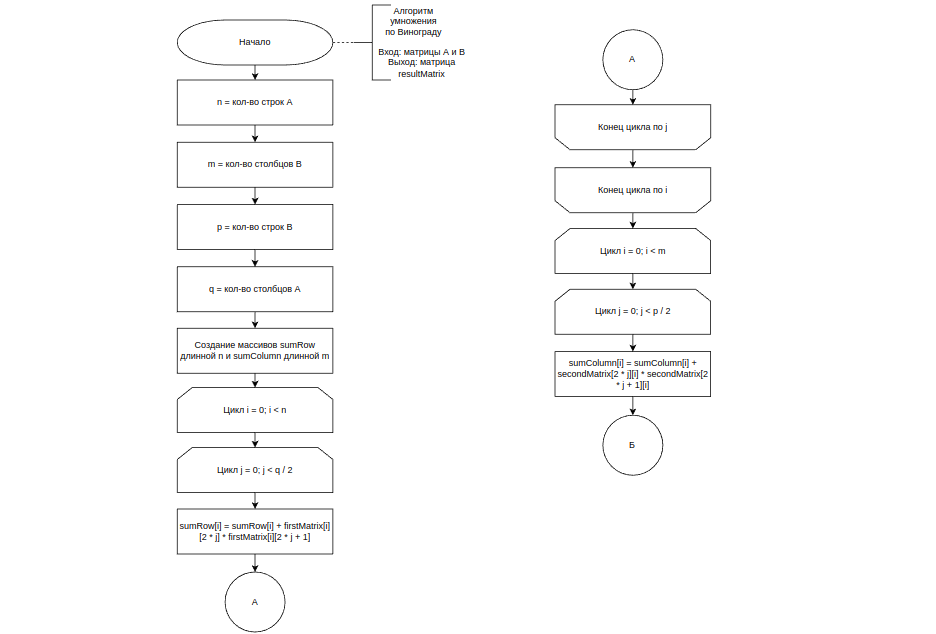 Алгоритм
умножения
по Винограду
Вход: матрицы А и В
Выход: матрица
resultMatrix
Начало
n = кол-во строк А
m = кол-во столбцов В
p = кол-во строк В
q = кол-во столбцов А
Создание массивов sumRow
длинной n и sumColumn длинной m
Цикл i = 0; i < n
Цикл j = 0; j < q / 2
sumRow[i] = sumRow[i] + firstMatrix[i]
[2 * j] * firstMatrix[i][2 * j + 1]
А
А
Конец цикла по j
Конец цикла по i
Цикл i = 0; i < m
Цикл j = 0; j < p / 2
sumColumn[i] = sumColumn[i] +
secondMatrix[2 * j][i] * secondMatrix[2
* j + 1][i]
Б